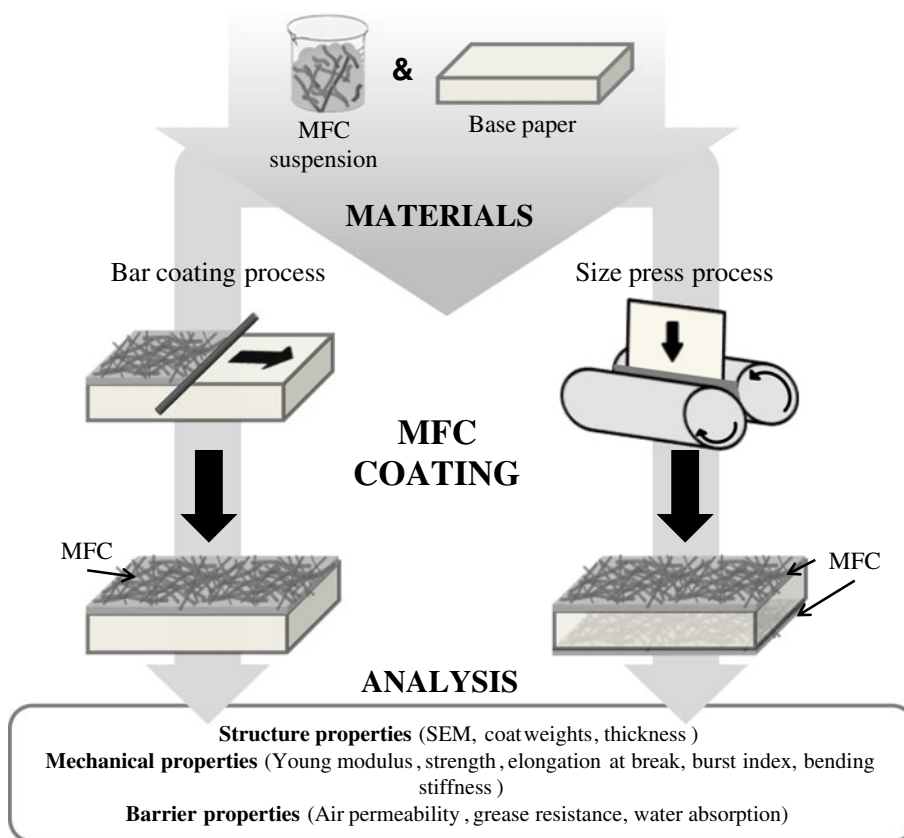 &
MFC
suspension
Base paper
MATERIALS
Bar coating process
Size press process
MFC
COATING
MFC
MFC
ANALYSIS
Structure properties (SEM, coat weights, thickness )
Mechanical properties (Young modulus , strength, elongation at break, burst index, bending
stiffness )
Barrier properties (Air permeability , grease resistance, water absorption)